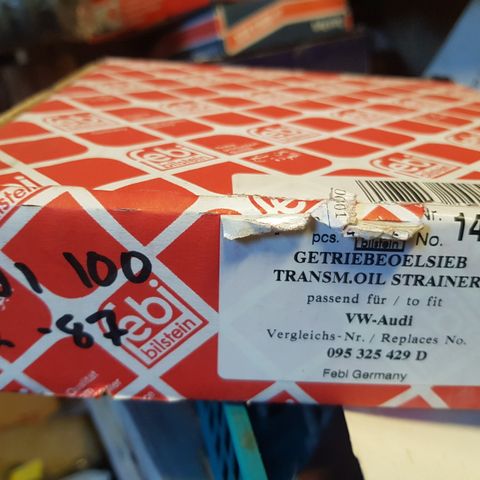 febi
bilstein
pcs.
No. 14
GETRIEBEOELSIEB
TRANSM.OIL STRAINER
passend für / to fit
VW-Audi
Vergleichs-Nr. / Replaces No.
095 325 429 D
Febi Germany
100
-87
febi
bilstein